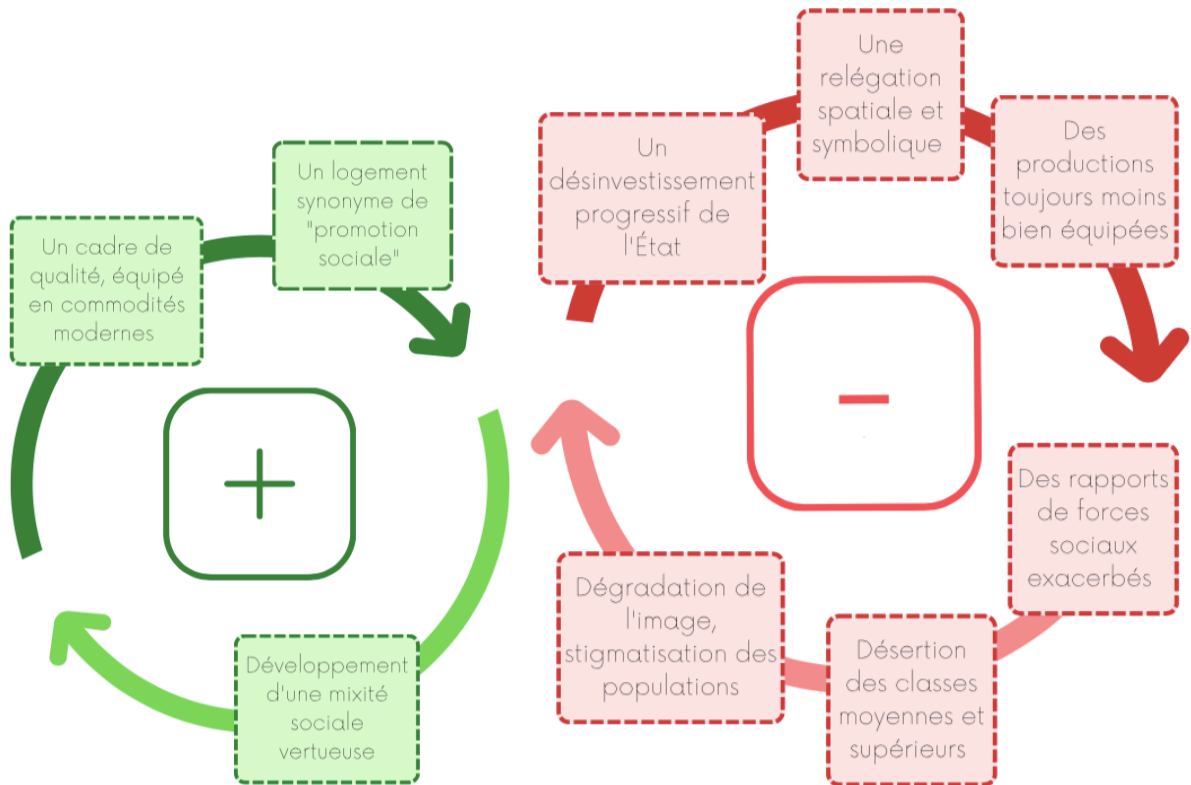 Un cadre de
qualité, équipé
en commodités
modernes
Un logement
synonyme de
"promotion
sociale"
Développement
d'une mixité
sociale
vertueuse
Un
désinvestissement
progressif de
l'État
Une
relégation
spatiale et
symbolique
Des
productions
toujours moins
bien équipées
Des rapports
de forces
sociaux
exacerbés
Désertion
des classes
moyennes et
supérieurs
Dégradation de
l'image,
stigmatisation des
populations